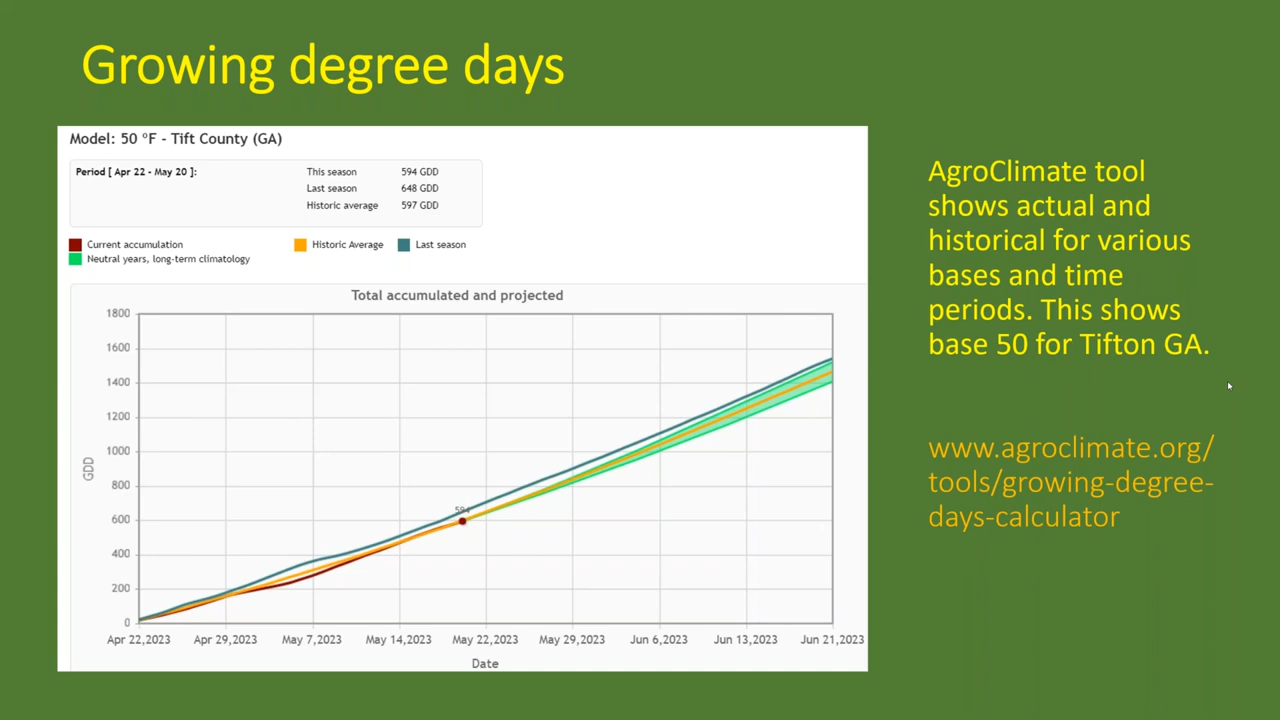 Growing degree days
Model: 50 °F - Tift County (GA)
Period [ Apr 22 - May 20 ]:
This season 594 GDD
Last season 648 GDD
Historic average 597 GDD
Current accumulation
Historic Average
Last season
Neutral years, long-term climatology
Total accumulated and projected
1800
1600
1400
1200
1000
800
600
400
200
0
GDD
594
Apr 22,2023 Apr 29,2023 May 7,2023 May 14,2023 May 22,2023 May 29,2023 Jun 6,2023 Jun 13,2023 Jun 21,2023
Date
AgroClimate tool
shows actual and
historical for various
bases and time
periods. This shows
base 50 for Tifton GA.
www.agroclimate.org/
tools/growing-degree-
days-calculator